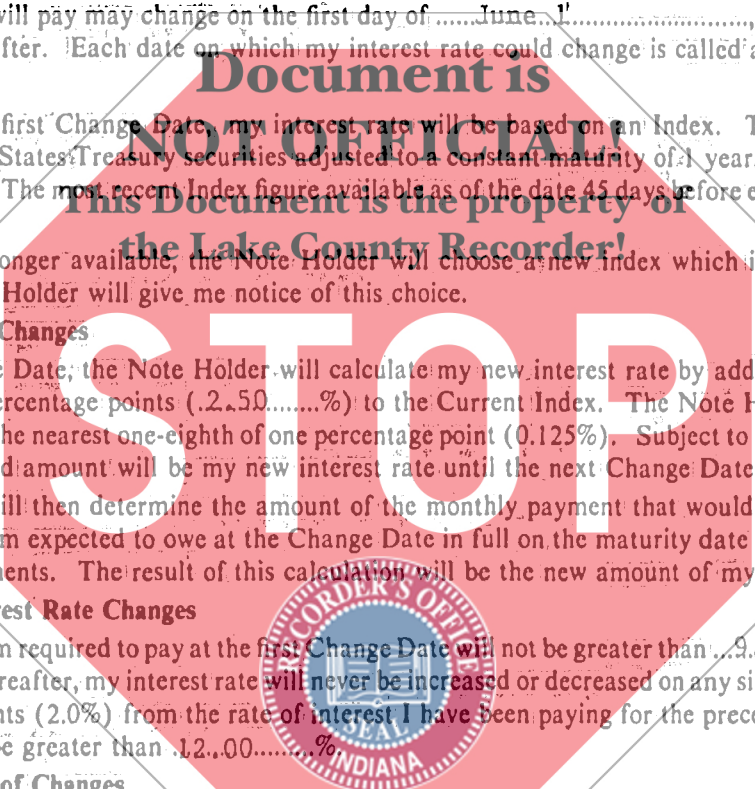 will pay may change on the first day of ......June..1'..............................,
fter. Each date on which my interest rate could change is called a
Document is
first Change Date, my interest rate will be based on an Index. T
NOT OFFICIAL!
States Treasury securities adjusted to a constant maturity of 1 year
The most recent Index figure available as of the date 45 days before e
This Document is the property of
the Lake County Recorder!
onger available, the Note Holder will choose a new index which i
Holder will give me notice of this choice.
Changes
e Date, the Note Holder will calculate my new interest rate by add
ercentage points (.2.50........%) to the Current Index. The Note H
he nearest one-eighth of one percentage point (0.125%). Subject to
d amount will be my new interest rate until the next Change Date
STOP
ill then determine the amount of the monthly payment that would
m expected to owe at the Change Date in full on the maturity date
ents. The result of this calculation will be the new amount of my
est Rate Changes
m required to pay at the first Change Date will not be greater than ...9.
reafter, my interest rate will never be increased or decreased on any si
nts (2.0%) from the rate of interest I have been paying for the prece
e greater than .12..00.........%.
RECORDER'S OFFICE
SEAL
INDIANA
of Changes